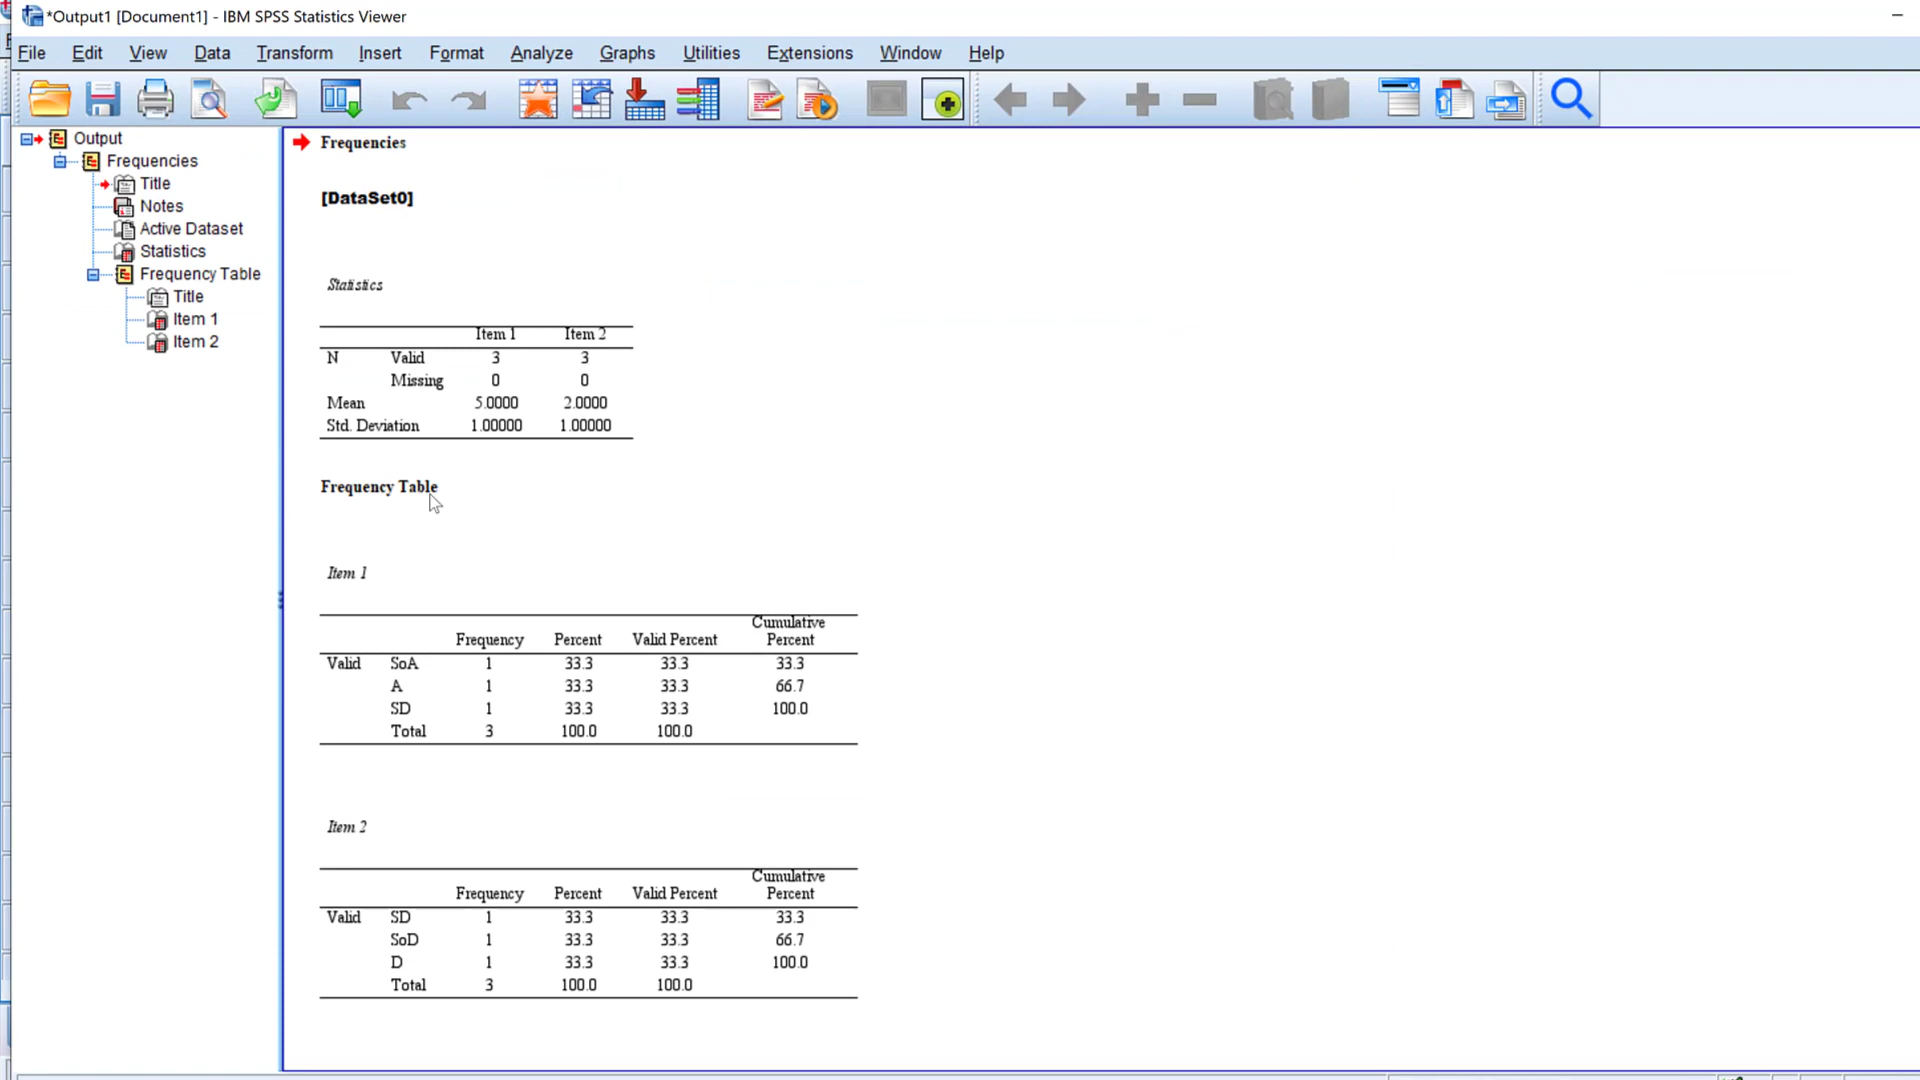 *Output1 [Document1] - IBM SPSS Statistics Viewer
File Edit View Data Transform Insert Format Analyze Graphs Utilities Extensions Window Help
Output
Frequencies
Title
Notes
Active Dataset
Statistics
Frequency Table
Title
Item 1
Item 2
Frequencies
[DataSet0]
Statistics
Item 1 Item 2
N Valid 3 3
Missing 0 0
Mean 5.0000 2.0000
Std. Deviation 1.00000 1.00000
Frequency Table
Item 1
Frequency Percent Valid Percent Cumulative Percent
Valid SoA 1 33.3 33.3 33.3
A 1 33.3 33.3 66.7
SD 1 33.3 33.3 100.0
Total 3 100.0 100.0
Item 2
Frequency Percent Valid Percent Cumulative Percent
Valid SD 1 33.3 33.3 33.3
SoD 1 33.3 33.3 66.7
D 1 33.3 33.3 100.0
Total 3 100.0 100.0